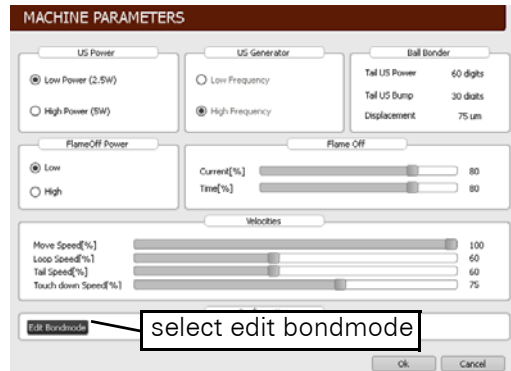 MACHINE PARAMETERS
US Power
US Generator
Ball Bonder
Low Power (2.5W)
Low Frequency
Tail US Power 60 digits
Tail US Bump 30 digits
High Power (5W)
High Frequency
Displacement 75 um
FlameOff Power
Flame Off
Low
Current[%] 80
High
Time[%] 80
Velocities
Move Speed[%] 100
Loop Speed[%] 60
Tail Speed[%] 60
Touch down Speed[%] 75
Edit Bondmode
select edit bondmode
Ok
Cancel